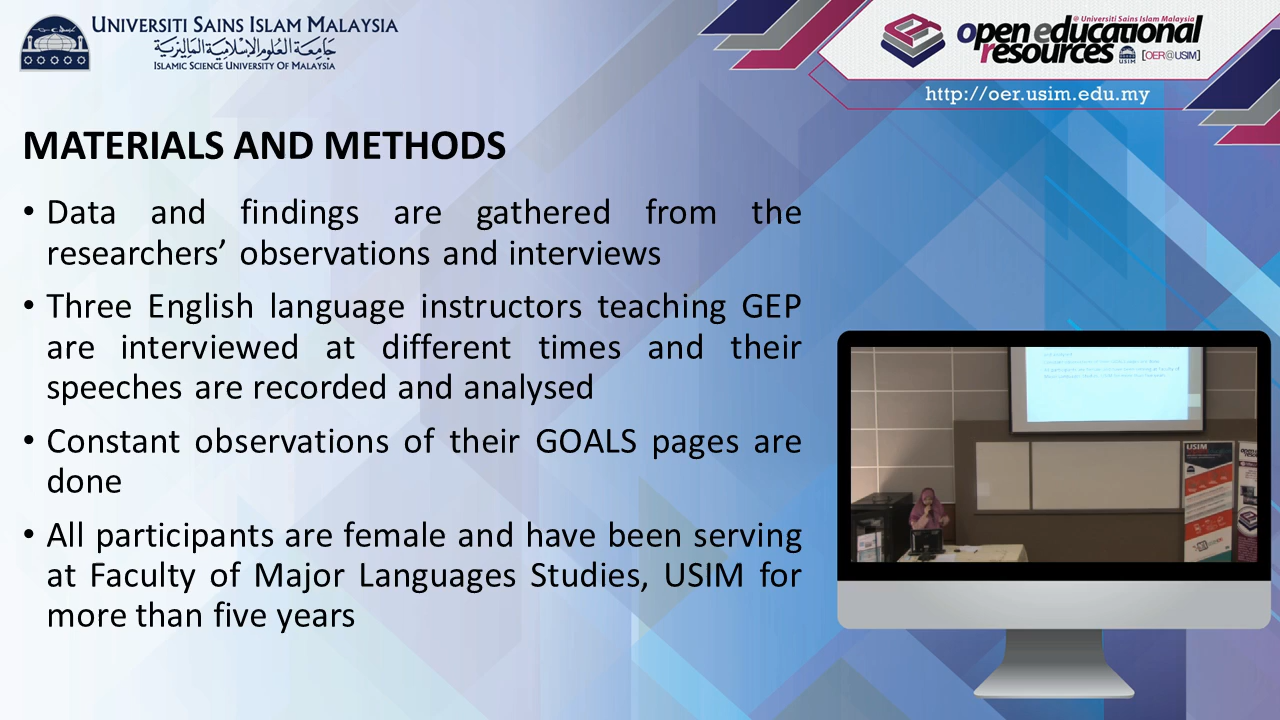 UNIVERSITI SAINS ISLAM MALAYSIA
جامعة العلوم الإسلامية الماليزية
ISLAMIC SCIENCE UNIVERSITY OF MALAYSIA
@ Universiti Sains Islam Malaysia
open educational
resources USIM [OER@USIM]
http://oer.usim.edu.my
MATERIALS AND METHODS
• Data and findings are gathered from the
researchers’ observations and interviews
• Three English language instructors teaching GEP
are interviewed at different times and their
speeches are recorded and analysed
• Constant observations of their GOALS pages are
done
• All participants are female and have been serving
at Faculty of Major Languages Studies, USIM for
more than five years
USIM